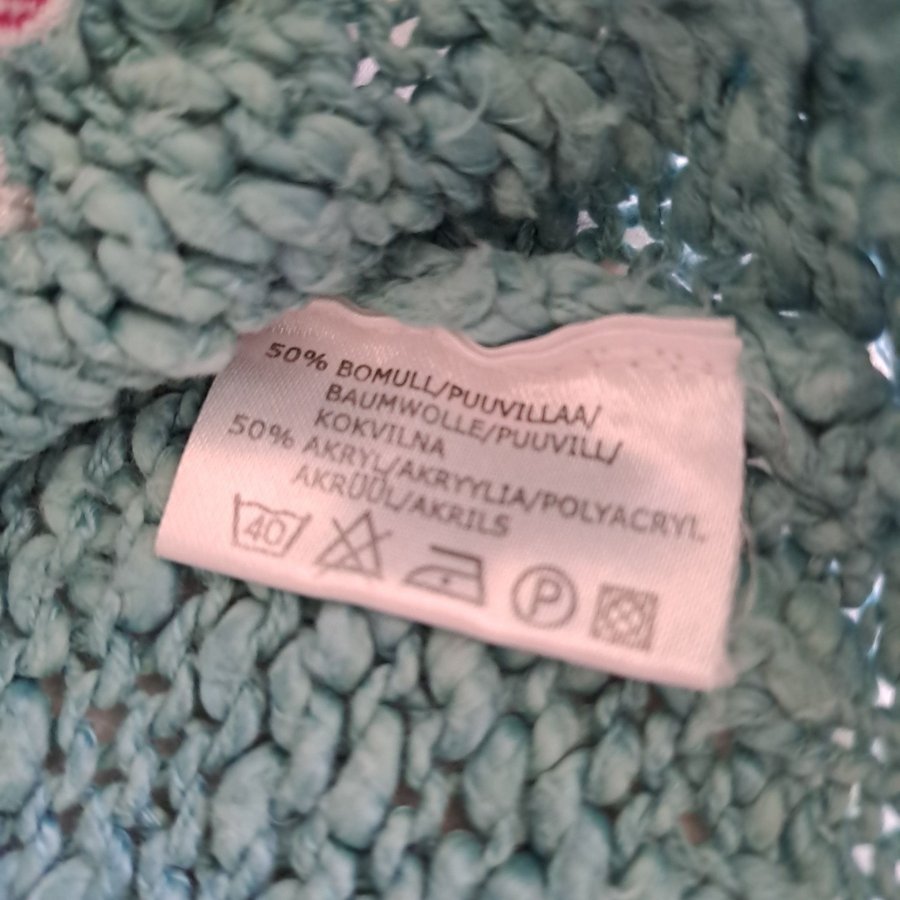 50% BOMULL/PUUVILLAA/
BAUMWOLLE/PUUVILL/
KOKVILNA
50% AKRYL/AKRYYLIA/POLYACRYL
AKRÜÜL/AKRILS
40
P